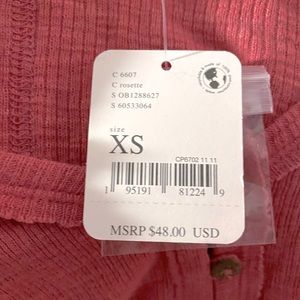 C 6607
C rosette
S OB1288627
S 60533064
size
XS
CP6702 11 11
1 95191 81224 9
MSRP $48.00 USD